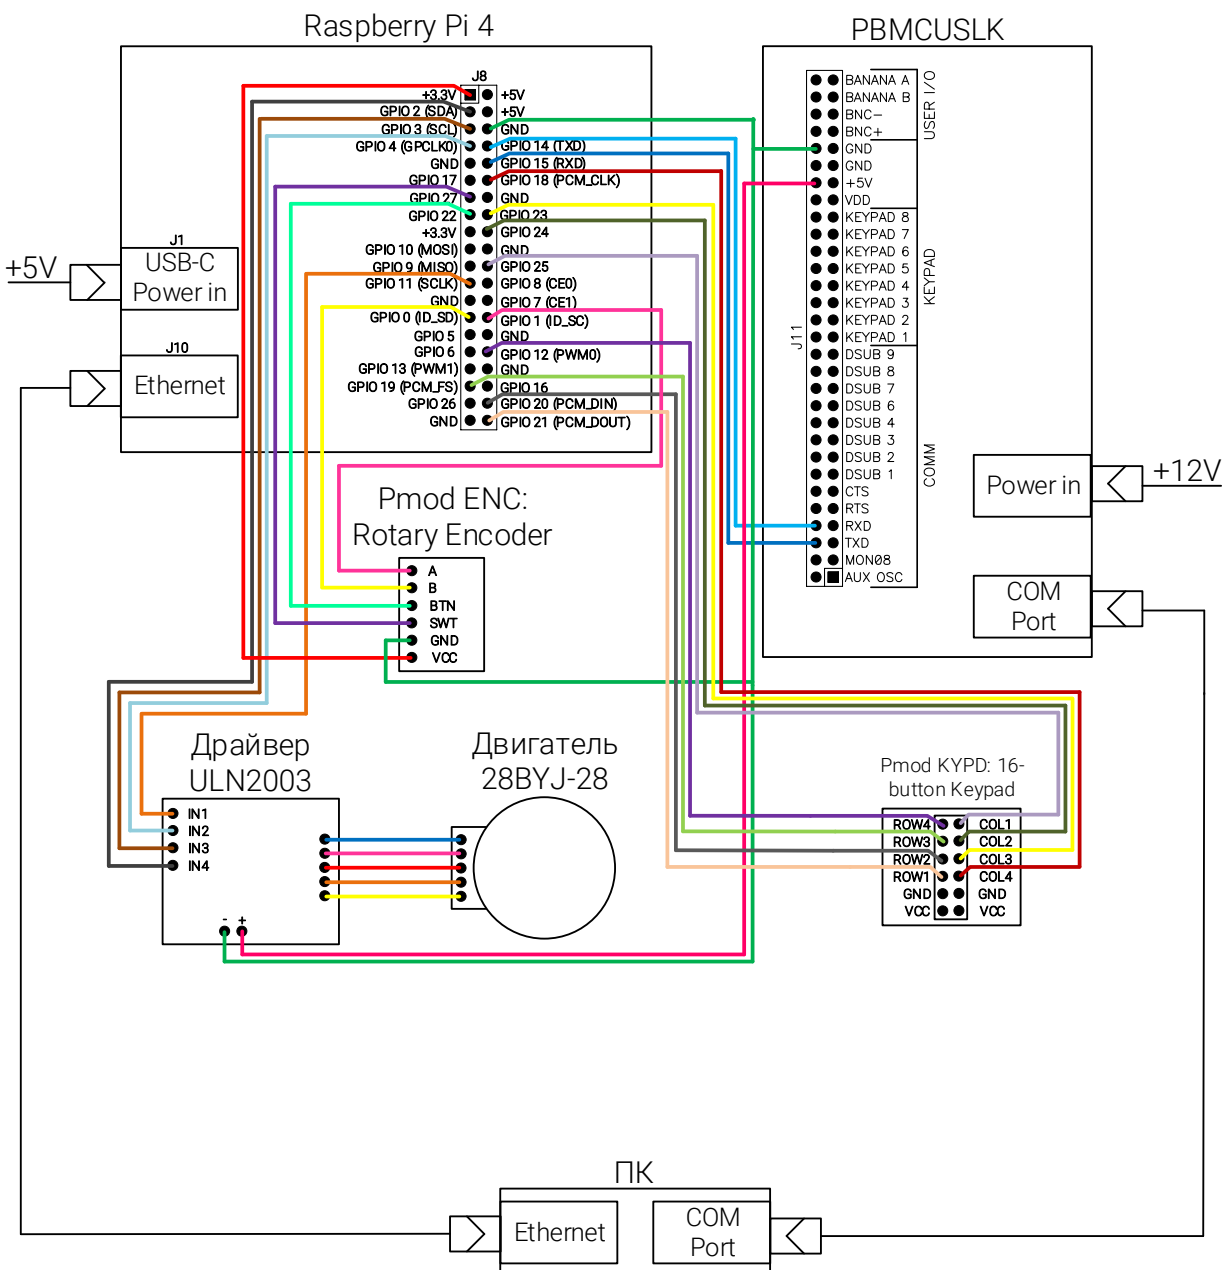 Raspberry Pi 4
J8
+3.3V +5V
GPIO 2 (SDA) +5V
GPIO 3 (SCL) GND
GPIO 4 (GPCLK0) GPIO 14 (TXD)
GND GPIO 15 (RXD)
GPIO 17 GPIO 18 (PCM_CLK)
GPIO 27 GND
GPIO 22 GPIO 23
+3.3V GPIO 24
GPIO 10 (MOSI) GND
GPIO 9 (MISO) GPIO 25
GPIO 11 (SCLK) GPIO 8 (CE0)
GND GPIO 7 (CE1)
GPIO 0 (ID_SD) GPIO 1 (ID_SC)
GPIO 5 GND
GPIO 6 GPIO 12 (PWM0)
GPIO 13 (PWM1) GND
GPIO 19 (PCM_FS) GPIO 16
GPIO 26 GPIO 20 (PCM_DIN)
GND GPIO 21 (PCM_DOUT)
+5V
J1
USB-C
Power in
J10
Ethernet
PBMCUSLK
J11
BANANA A
BANANA B
BNC-
BNC+
USER I/O
GND
GND
+5V
VDD
KEYPAD 8
KEYPAD 7
KEYPAD 6
KEYPAD 5
KEYPAD 4
KEYPAD 3
KEYPAD 2
KEYPAD 1
KEYPAD
DSUB 9
DSUB 8
DSUB 7
DSUB 6
DSUB 4
DSUB 3
DSUB 2
DSUB 1
CTS
RTS
RXD
TXD
MON08
AUX OSC
COMM
Power in
+12V
COM
Port
Pmod ENC:
Rotary Encoder
A
B
BTN
SWT
GND
VCC
Драйвер
ULN2003
IN1
IN2
IN3
IN4
- +
Двигатель
28BYJ-28
Pmod KYPD: 16-
button Keypad
ROW4 COL1
ROW3 COL2
ROW2 COL3
ROW1 COL4
GND GND
VCC VCC
ПК
Ethernet
COM
Port